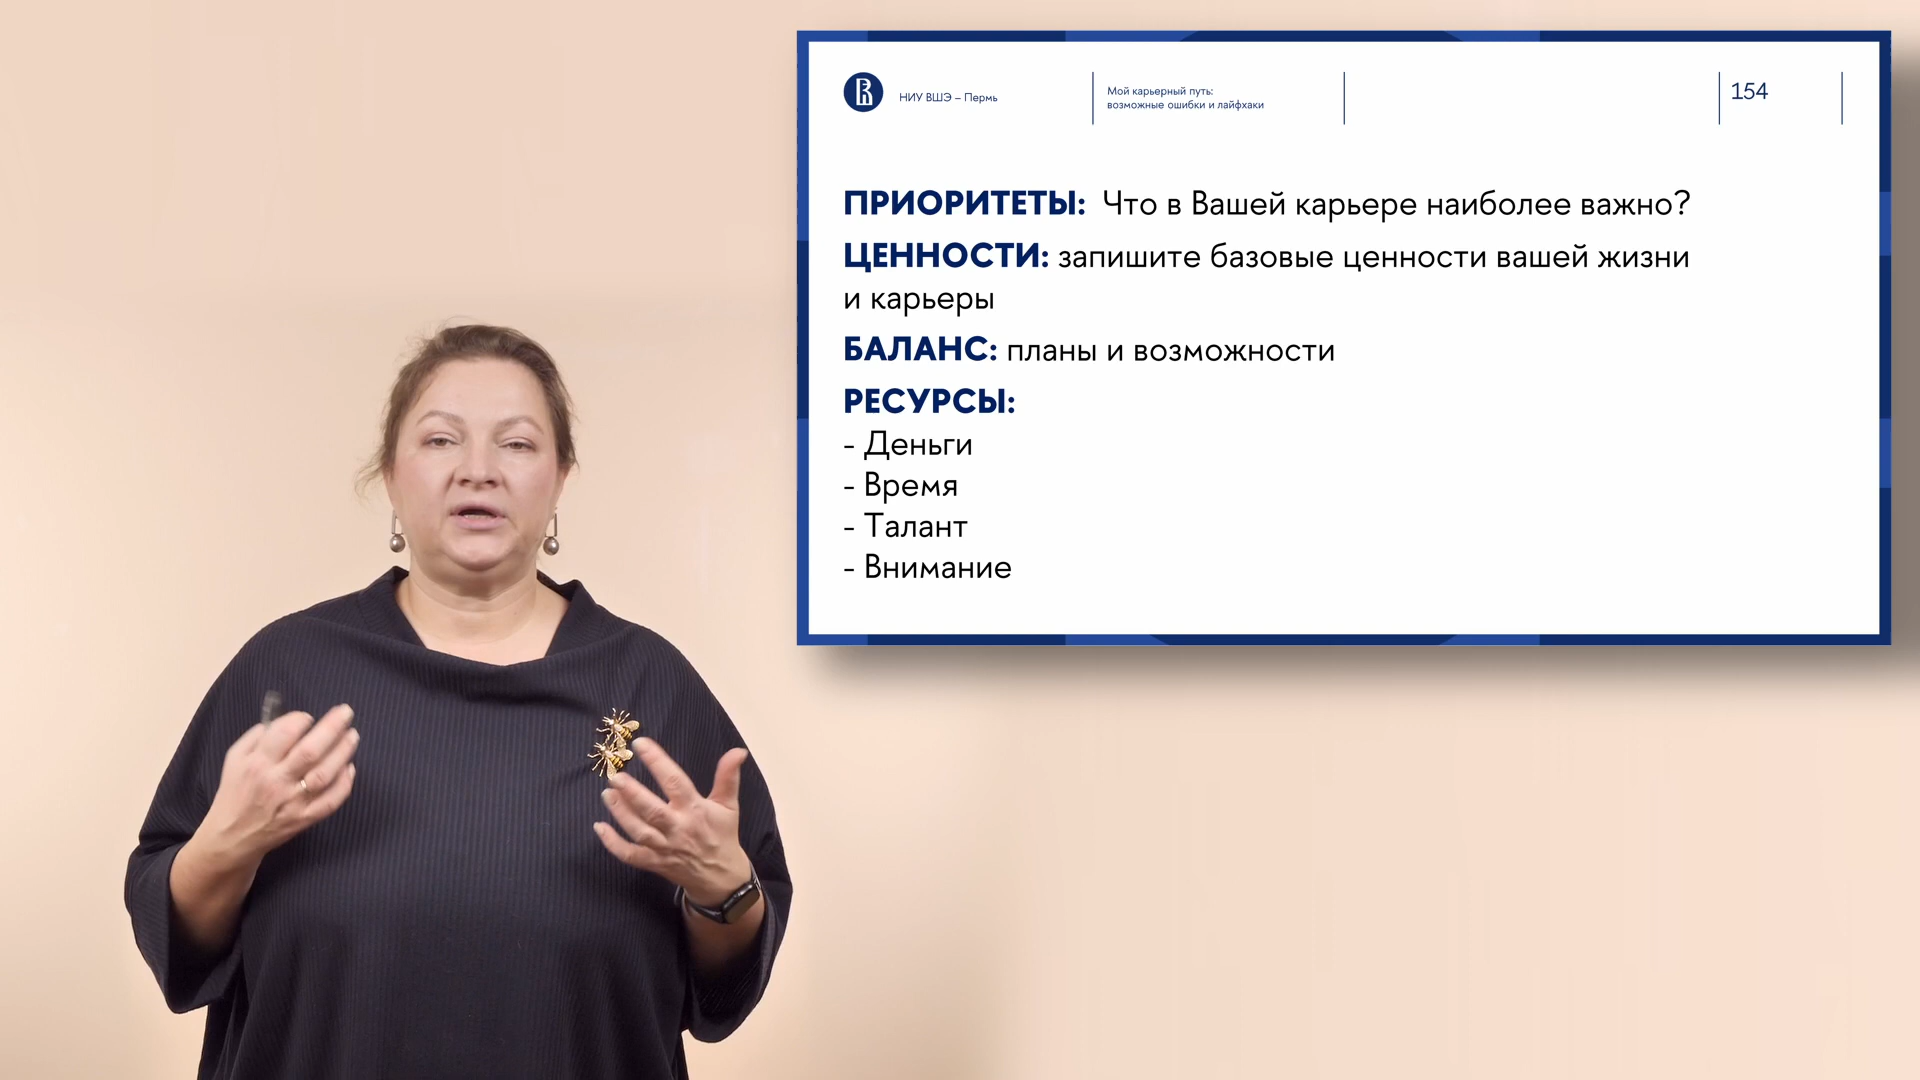 НИУ ВШЭ – Пермь
Мой карьерный путь:
возможные ошибки и лайфхаки
154
ПРИОРИТЕТЫ: Что в Вашей карьере наиболее важно?
ЦЕННОСТИ: запишите базовые ценности вашей жизни
и карьеры
БАЛАНС: планы и возможности
РЕСУРСЫ:
- Деньги
- Время
- Талант
- Внимание